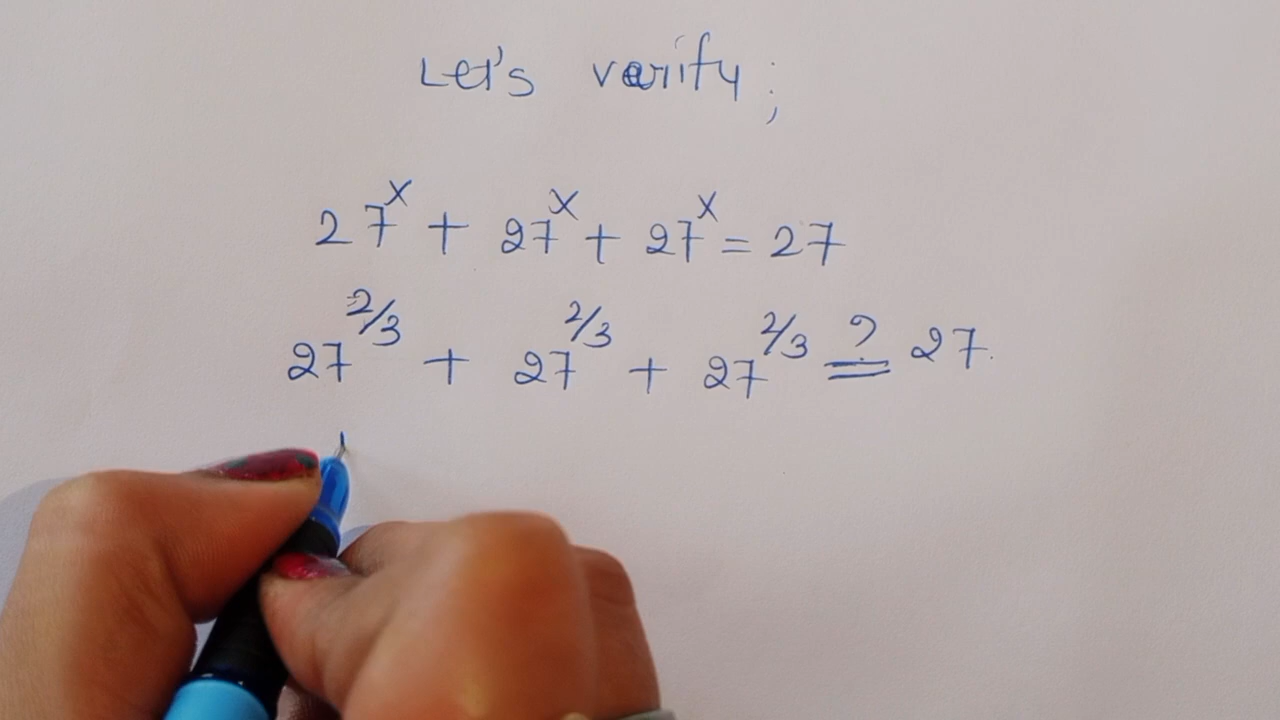 Let's verify;
27^x + 27^x + 27^x = 27
27^2/3 + 27^2/3 + 27^2/3 ?= 27.